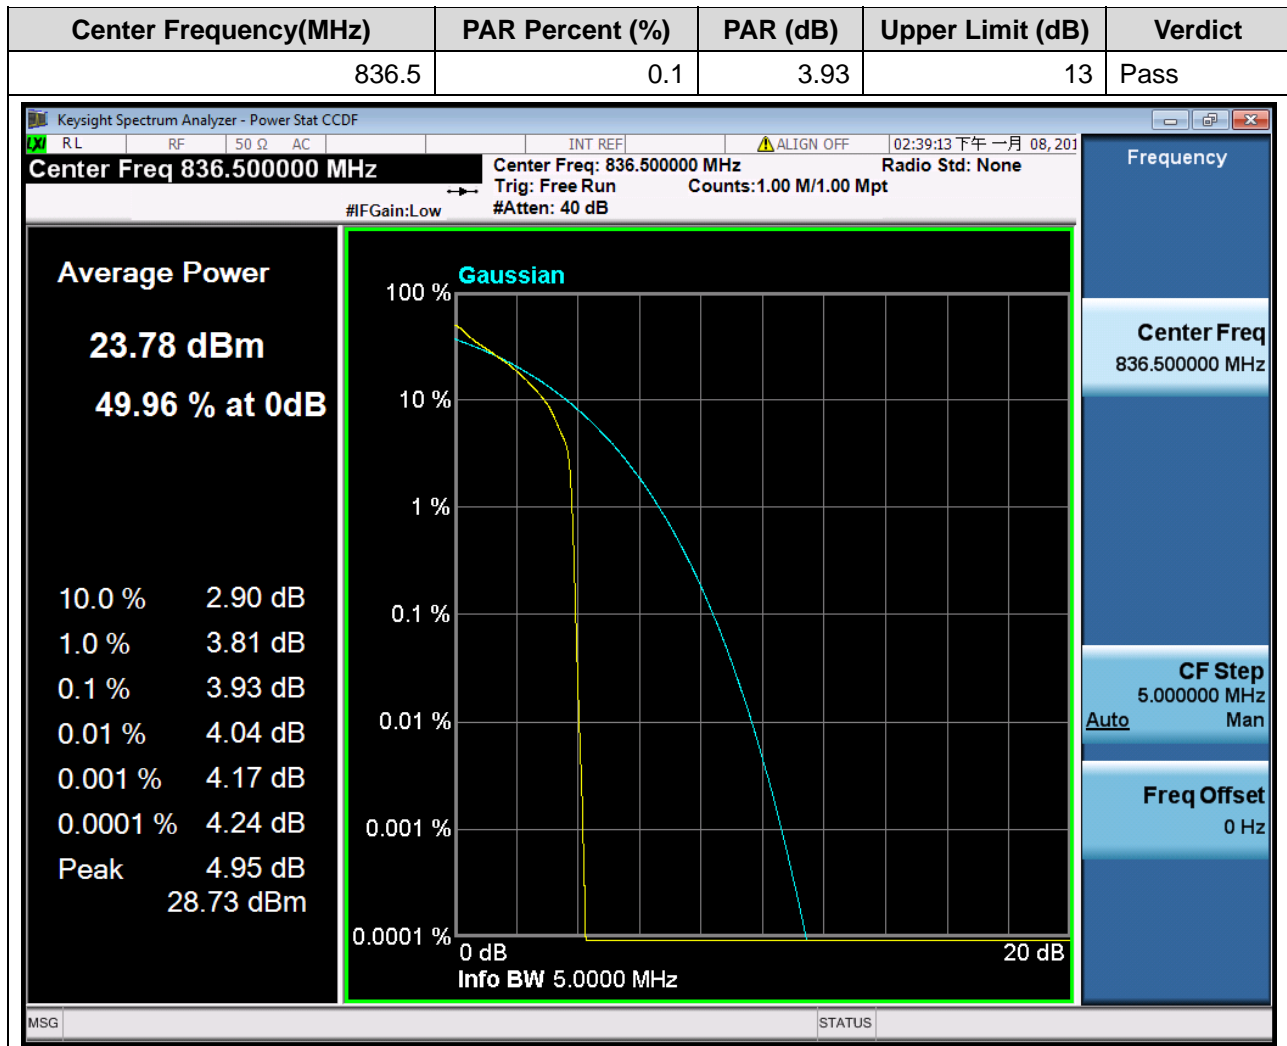 Center Frequency(MHz) PAR Percent (%) PAR (dB) Upper Limit (dB) Verdict
836.5 0.1 3.93 13 Pass
Keysight Spectrum Analyzer - Power Stat CCDF
LXI RL RF 50 Ω AC INT REF ALIGN OFF 02:39:13 下午 一月 08, 201
Center Freq 836.500000 MHz
Center Freq: 836.500000 MHz Radio Std: None
Trig: Free Run Counts:1.00 M/1.00 Mpt
#IFGain:Low #Atten: 40 dB
Average Power
23.78 dBm
49.96 % at 0dB
10.0 % 2.90 dB
1.0 % 3.81 dB
0.1 % 3.93 dB
0.01 % 4.04 dB
0.001 % 4.17 dB
0.0001 % 4.24 dB
Peak 4.95 dB
28.73 dBm
Gaussian
100 %
10 %
1 %
0.1 %
0.01 %
0.001 %
0.0001 %
0 dB 20 dB
Info BW 5.0000 MHz
Frequency
Center Freq
836.500000 MHz
CF Step
5.000000 MHz
Auto Man
Freq Offset
0 Hz
MSG STATUS